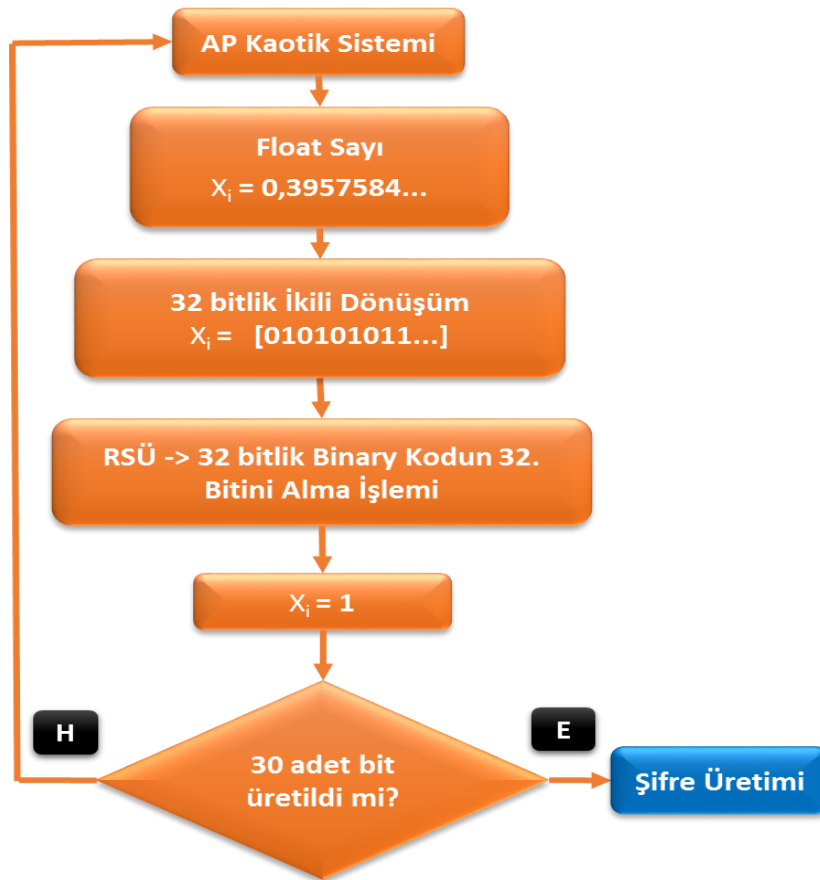 AP Kaotik Sistemi
Float Sayı
Xi = 0,3957584...
32 bitlik İkili Dönüşüm
Xi = [010101011...]
RSÜ -> 32 bitlik Binary Kodun 32.
Bitini Alma İşlemi
Xi = 1
H
E
30 adet bit
üretildi mi?
Şifre Üretimi